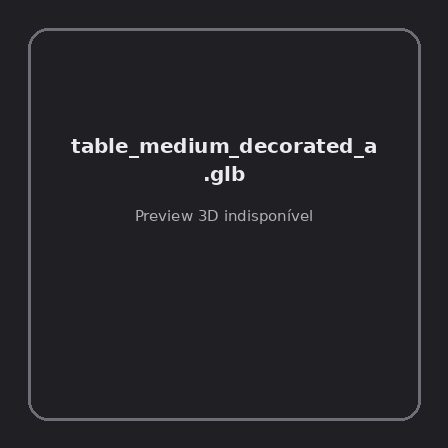 table_medium_decorated_a
.glb
Preview 3D indisponível